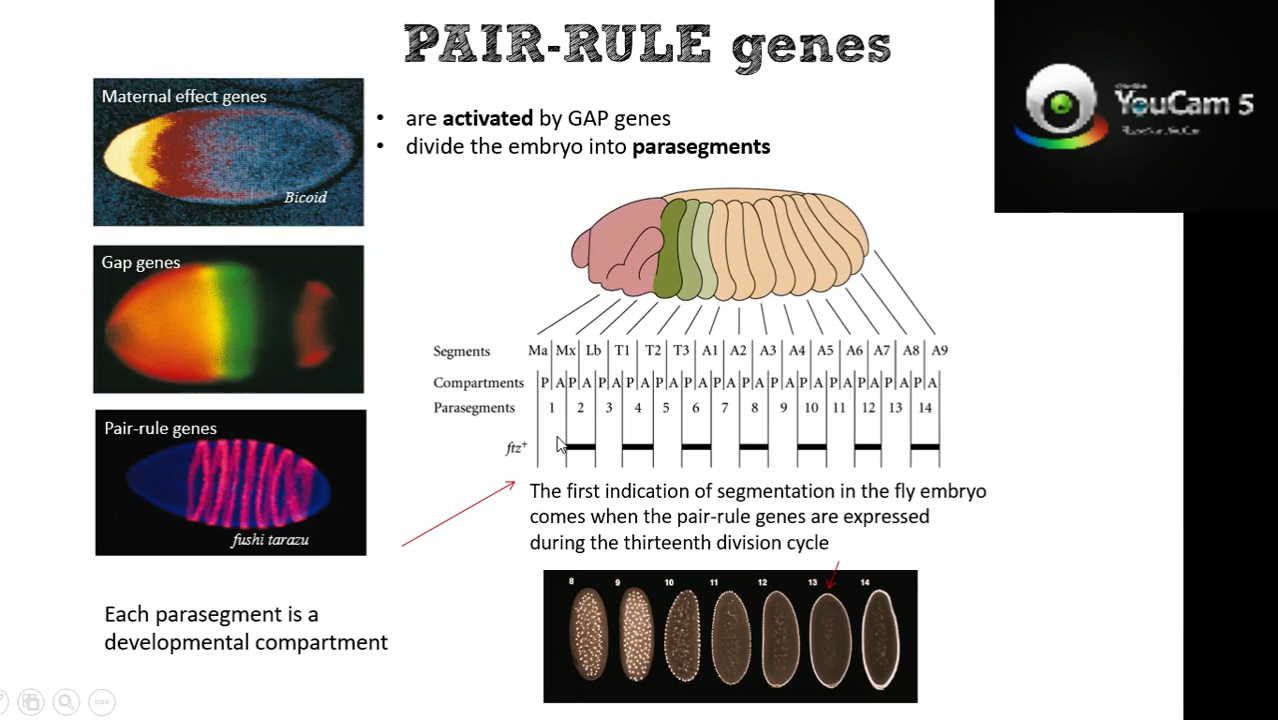 PAIR-RULE genes
YouCam 5
Maternal effect genes
Bicoid
• are activated by GAP genes
• divide the embryo into parasegments
Gap genes
Pair-rule genes
fushi tarazu
Each parasegment is a
developmental compartment
Segments Ma Mx Lb T1 T2 T3 A1 A2 A3 A4 A5 A6 A7 A8 A9
Compartments P A P A P A P A P A P A P A P A P A P A P A P A P A P A
Parasegments 1 2 3 4 5 6 7 8 9 10 11 12 13 14
ftz+
The first indication of segmentation in the fly embryo
comes when the pair-rule genes are expressed
during the thirteenth division cycle
8 9 10 11 12 13 14